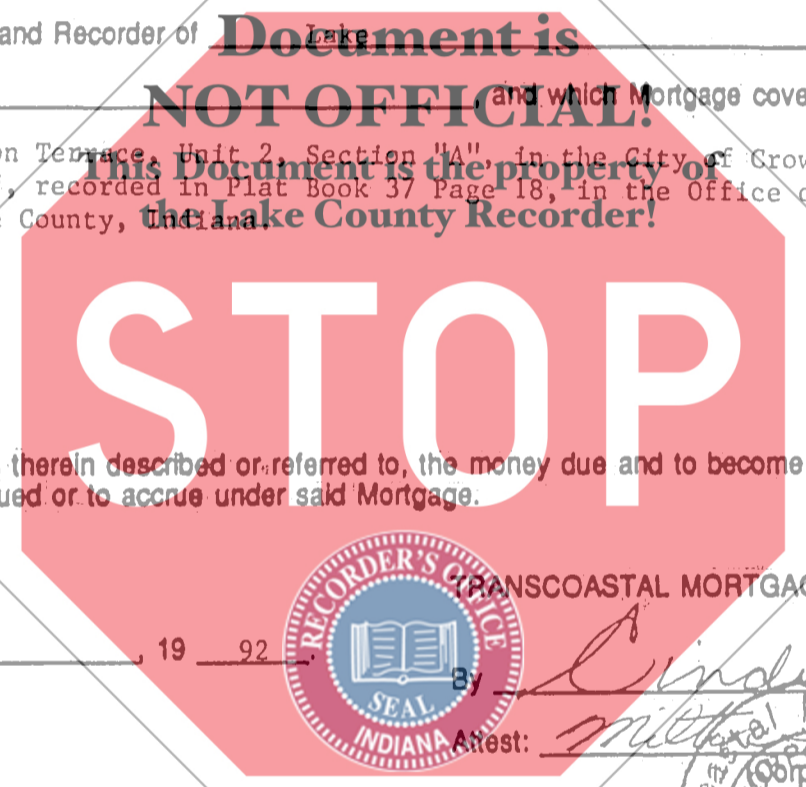 and Recorder of Lake
Document is
NOT OFFICIAL!
, and which Mortgage cove
n Terrace, Unit 2, Section "A", in the City of Crow
This Document is the property of
, recorded in Plat Book 37 Page 18, in the Office
County, Indiana.
the Lake County Recorder!
STOP
therein described or referred to, the money due and to become
ued or to accrue under said Mortgage.
RECORDER'S OFFICE
SEAL
INDIANA
TRANSCOASTAL MORTGAG
, 19 92.
By Cinde
Attest: